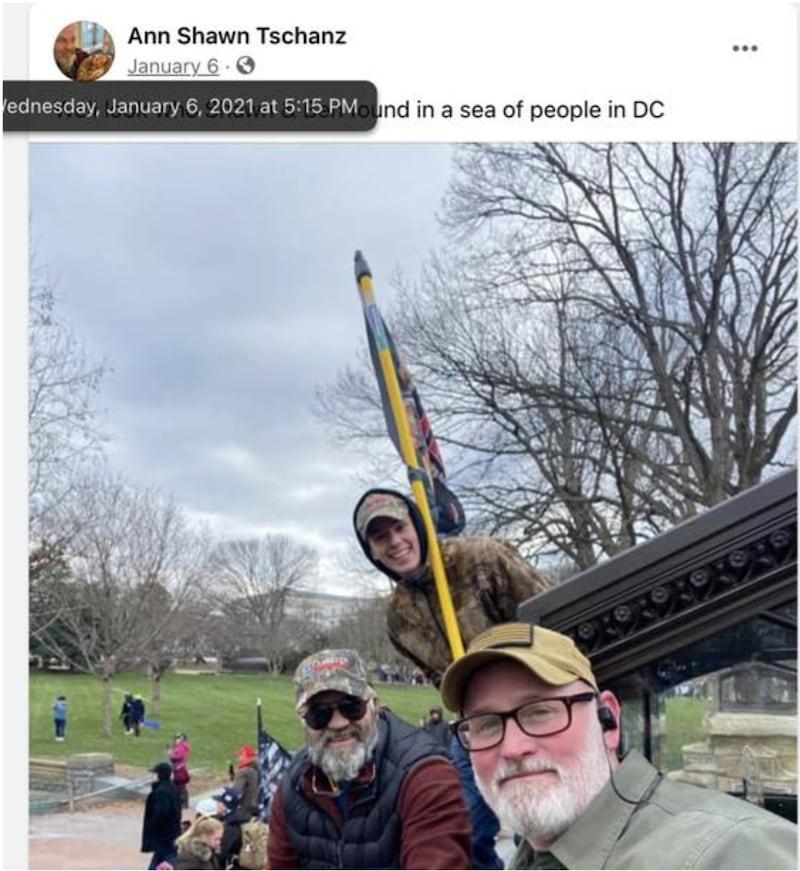 Ann Shawn Tschanz
January 6 ·
ednesday, January 6, 2021 at 5:15 PM
und in a sea of people in DC